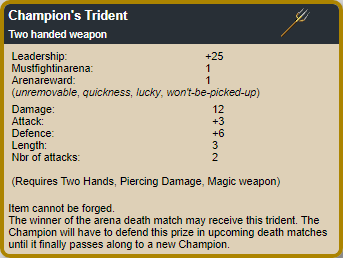 Champion's Trident
Two handed weapon
Leadership: +25
Mustfightinarena: 1
Arenareward: 1
(unremovable, quickness, lucky, won't-be-picked-up)
Damage: 12
Attack: +3
Defence: +6
Length: 3
Nbr of attacks: 2
(Requires Two Hands, Piercing Damage, Magic weapon)
Item cannot be forged.
The winner of the arena death match may receive this trident. The
Champion will have to defend this prize in upcoming death matches
until it finally passes along to a new Champion.